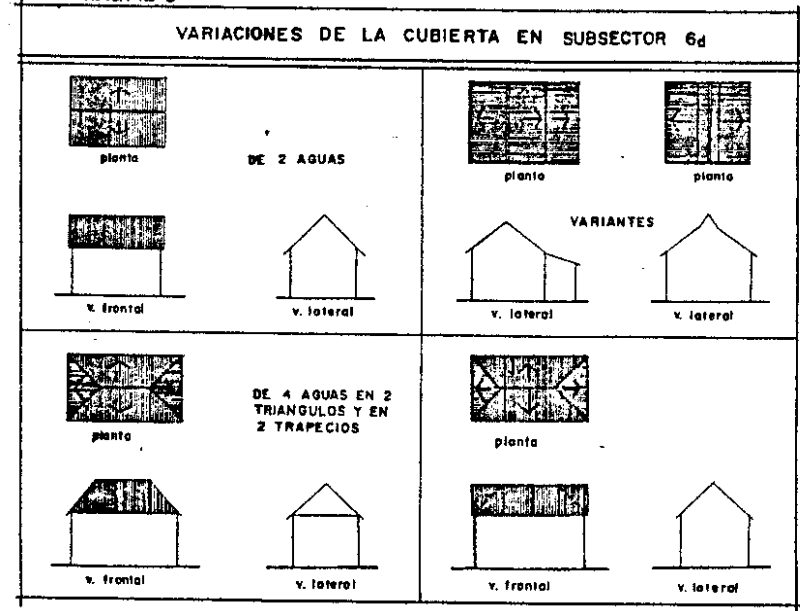 VARIACIONES DE LA CUBIERTA EN SUBSECTOR 6d
planta
DE 2 AGUAS
v. frontal
v. lateral
planta
planta
VARIANTES
v. lateral
v. lateral
planta
DE 4 AGUAS EN 2
TRIANGULOS Y EN
2 TRAPECIOS
v. frontal
v. lateral
planta
v. frontal
v. lateral